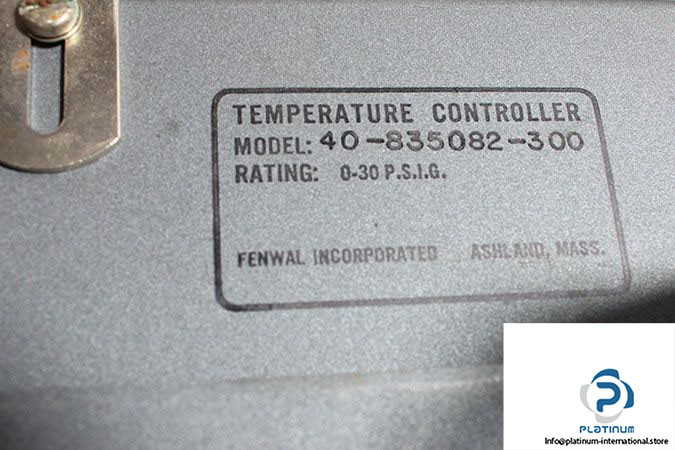 TEMPERATURE CONTROLLER
MODEL: 40-835082-300
RATING: 0-30 P.S.I.G.
FENWAL INCORPORATED ASHLAND, MASS.
PLATINUM
Info@platinum-international.store